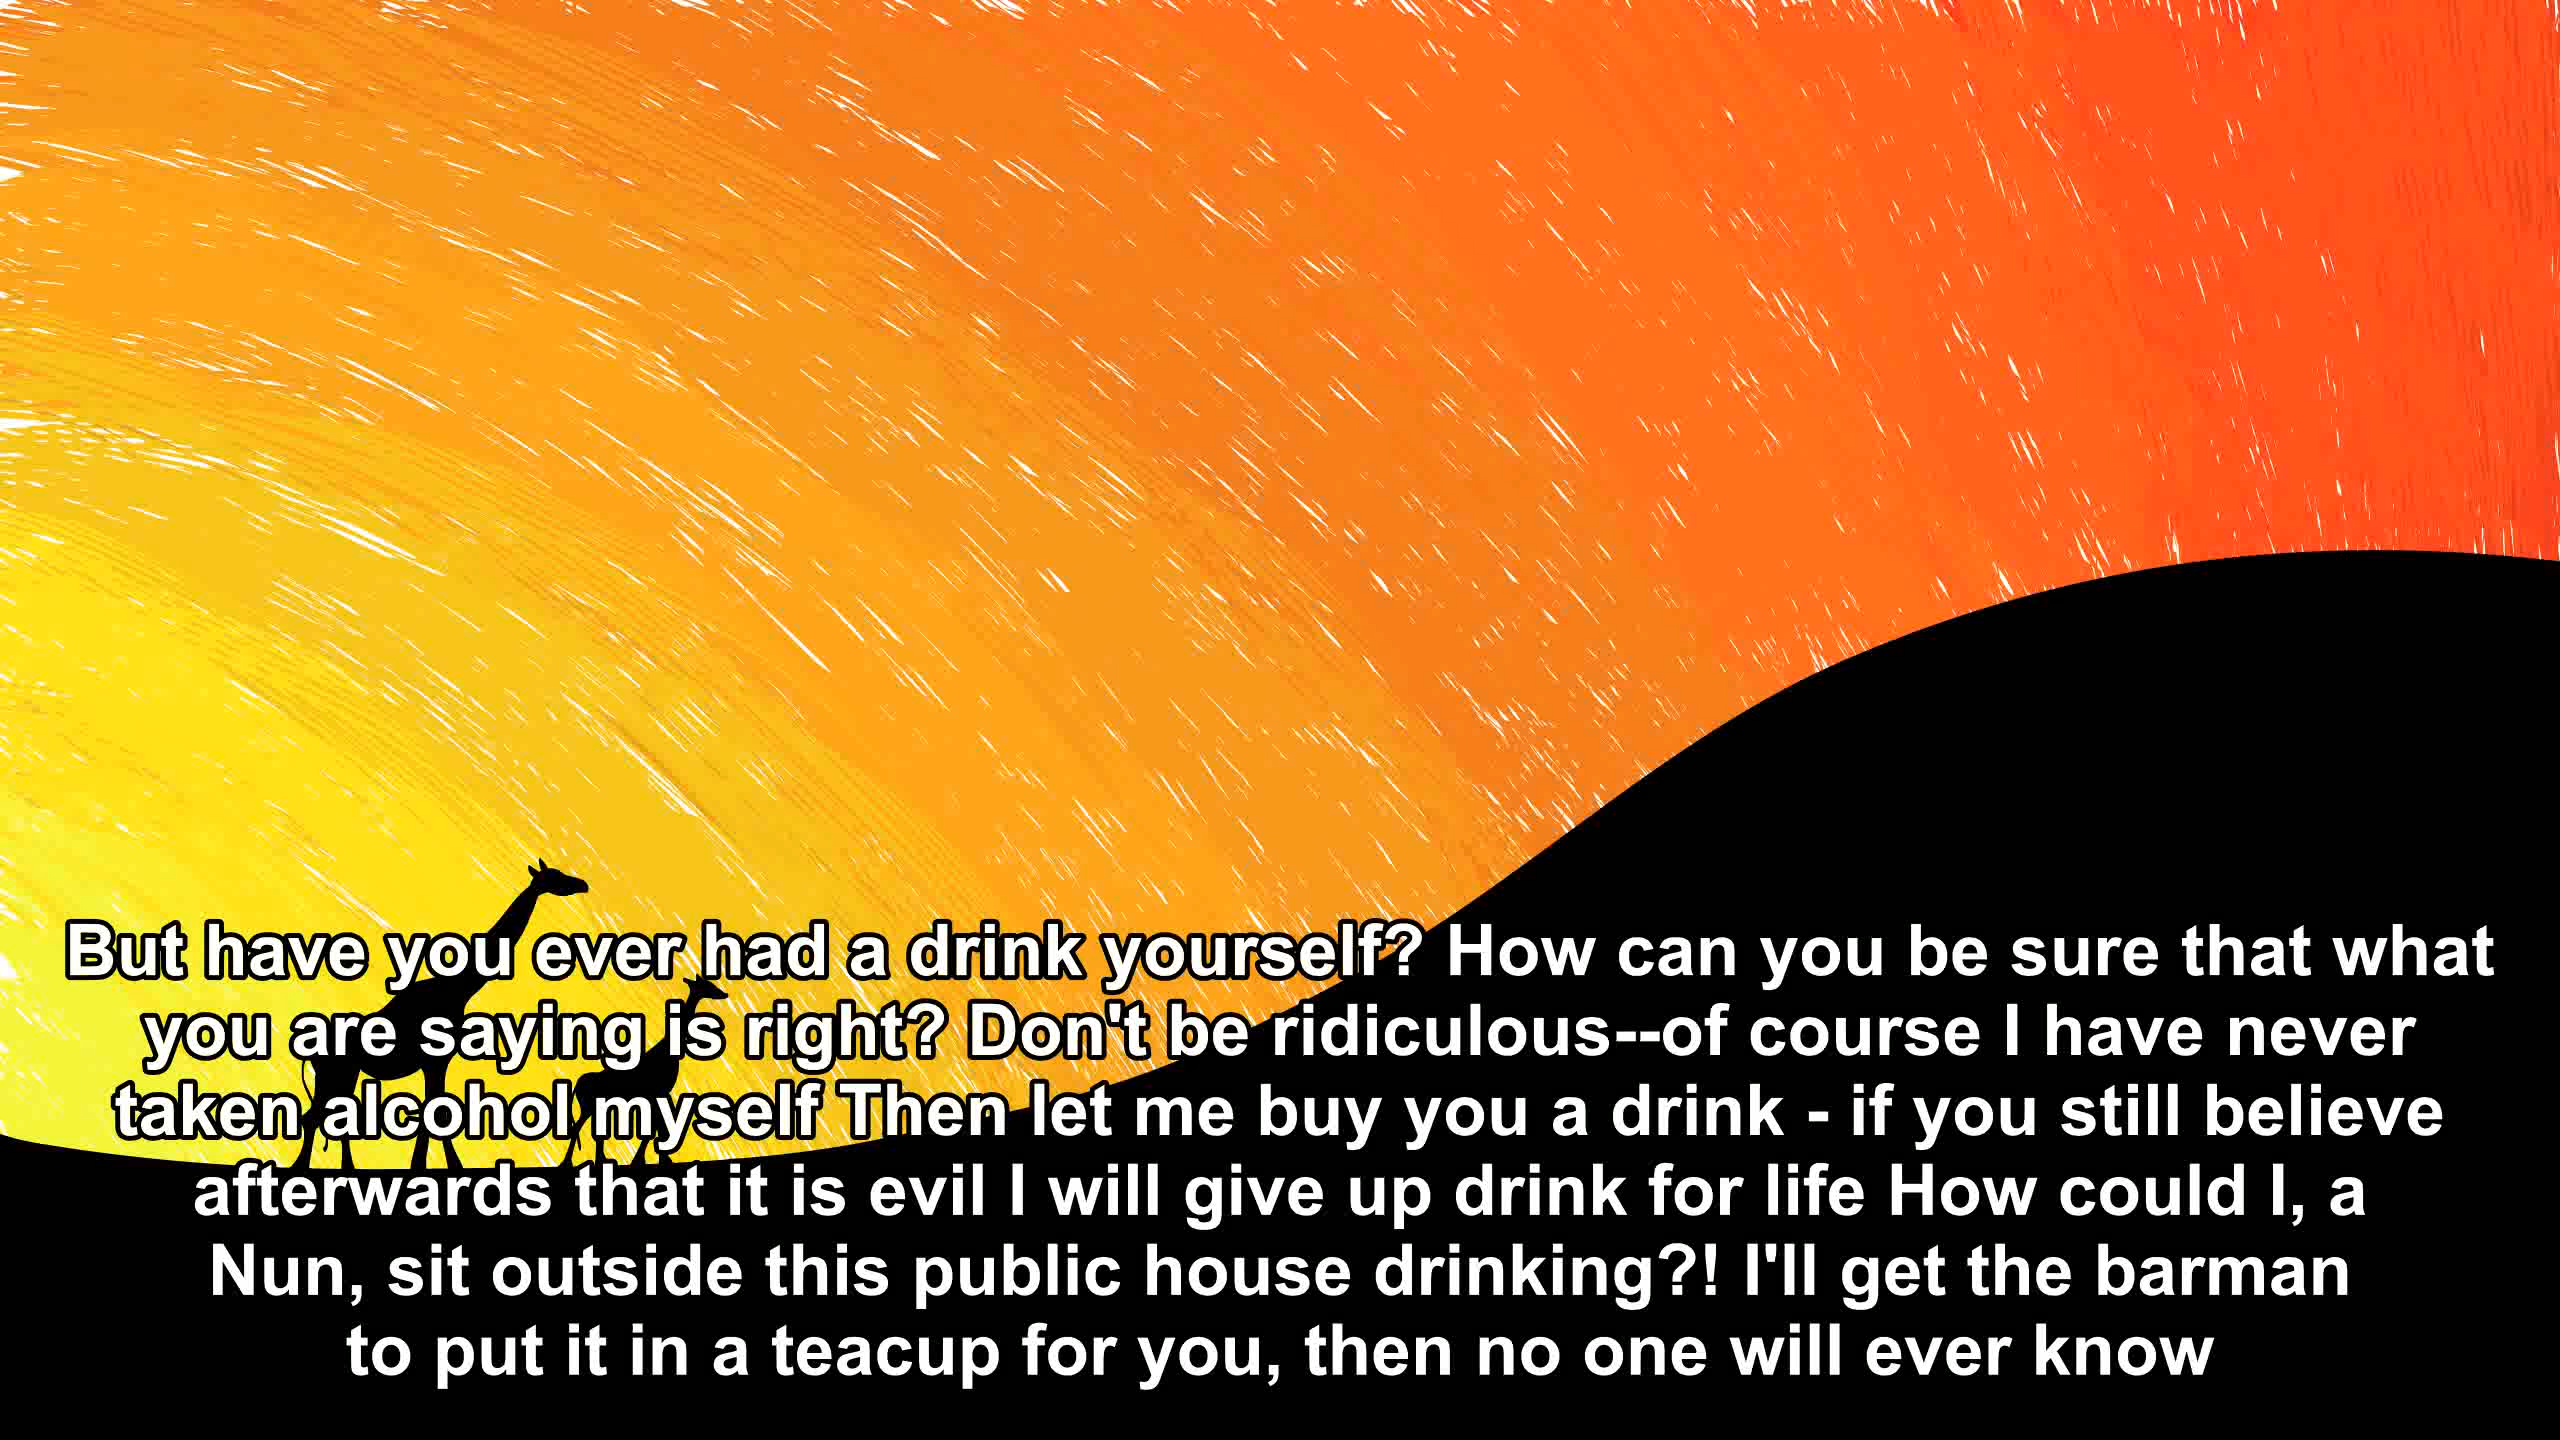 But have you ever had a drink yourself? How can you be sure that what
you are saying is right? Don't be ridiculous--of course I have never
taken alcohol myself Then let me buy you a drink - if you still believe
afterwards that it is evil I will give up drink for life How could I, a
Nun, sit outside this public house drinking?! I'll get the barman
to put it in a teacup for you, then no one will ever know